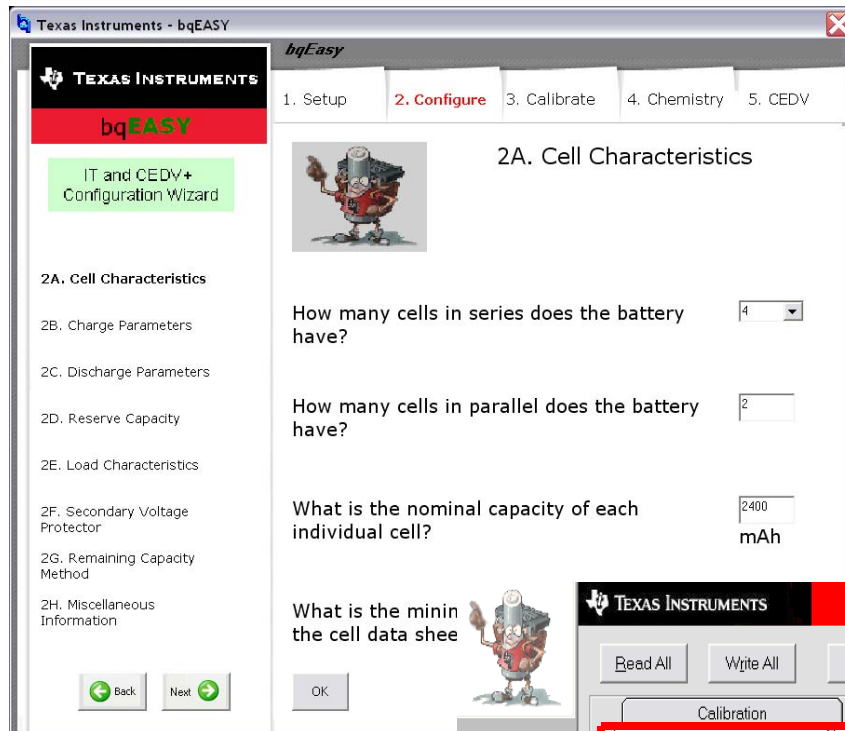 Texas Instruments - bqEASY
bqEasy
TEXAS INSTRUMENTS
bqEASY
1. Setup
2. Configure
3. Calibrate
4. Chemistry
5. CEDV
IT and CEDV+
Configuration Wizard
2A. Cell Characteristics
2A. Cell Characteristics
2B. Charge Parameters
2C. Discharge Parameters
2D. Reserve Capacity
2E. Load Characteristics
2F. Secondary Voltage
Protector
2G. Remaining Capacity
Method
2H. Miscellaneous
Information
Back
Next
How many cells in series does the battery
have?
4
How many cells in parallel does the battery
have?
2
What is the nominal capacity of each
individual cell?
2400
mAh
What is the
the cell data
OK
TEXAS INSTRUMENTS
Read All
Write All
Calibration